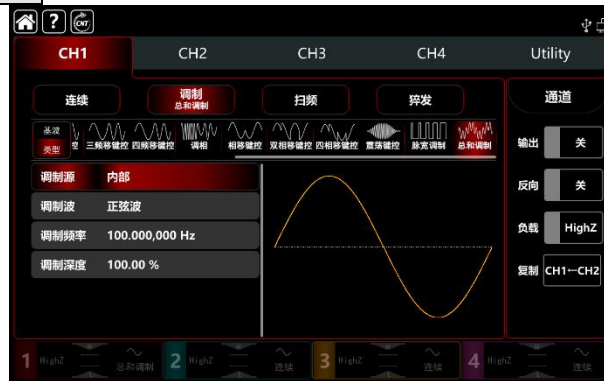 ? CNT
CH1 CH2 CH3 CH4 Utility
连续 调制 扫频 猝发 通道
总和调制
基波
类型 控 三频移键控 四频移键控 调相 相移键控 双相移键控 四相移键控 震荡键控 脉宽调制 总和调制
输出 关
调制源 内部
反向 关
调制波 正弦波
负载 HighZ
调制频率 100.000,000 Hz
调制深度 100.00 %
复制 CH1←CH2
1 HighZ 总和调制 2 HighZ 连续 3 HighZ 连续 4 HighZ 连续